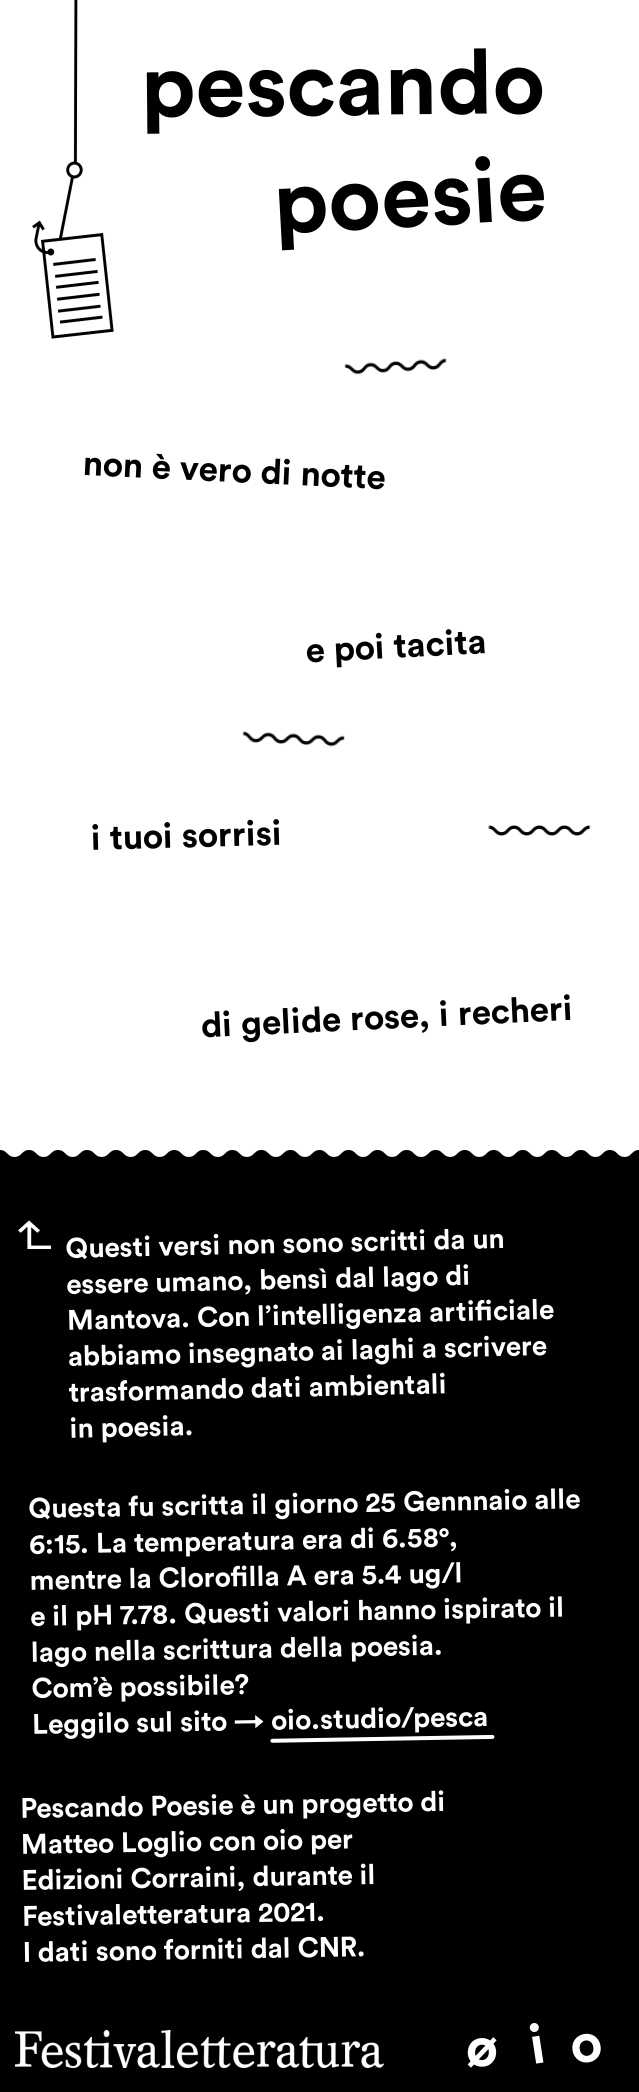 pescando
poesie
non è vero di notte
e poi tacita
i tuoi sorrisi
di gelide rose, i recheri
Questi versi non sono scritti da un
essere umano, bensì dal lago di
Mantova. Con l’intelligenza artificiale
abbiamo insegnato ai laghi a scrivere
trasformando dati ambientali
in poesia.
Questa fu scritta il giorno 25 Gennnaio alle
6:15. La temperatura era di 6.58°,
mentre la Clorofilla A era 5.4 ug/l
e il pH 7.78. Questi valori hanno ispirato il
lago nella scrittura della poesia.
Com’è possibile?
Leggilo sul sito → oio.studio/pesca
Pescando Poesie è un progetto di
Matteo Loglio con oio per
Edizioni Corraini, durante il
Festivaletteratura 2021.
I dati sono forniti dal CNR.
Festivaletteratura ø i o